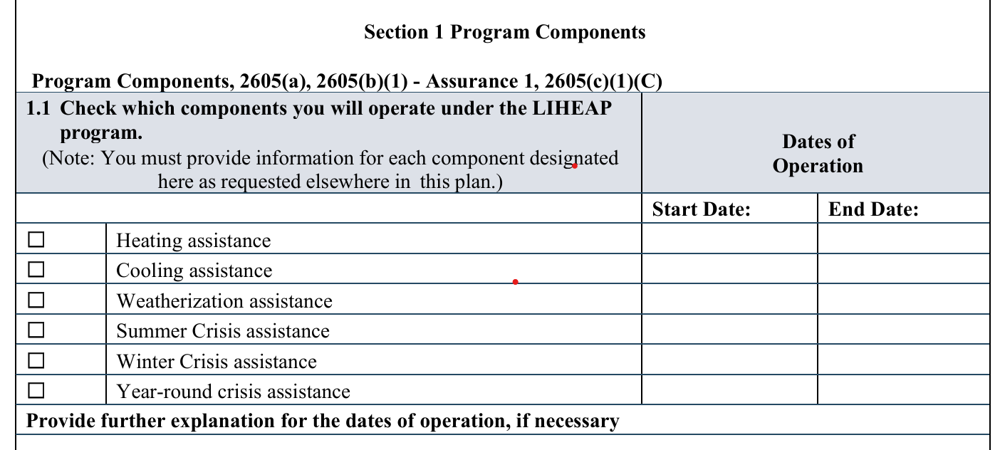 Section 1 Program Components
Program Components, 2605(a), 2605(b)(1) - Assurance 1, 2605(c)(1)(C)
1.1 Check which components you will operate under the LIHEAP
program.
(Note: You must provide information for each component designated
here as requested elsewhere in this plan.)
Dates of
Operation
Start Date: End Date:
☐ Heating assistance
☐ Cooling assistance
☐ Weatherization assistance
☐ Summer Crisis assistance
☐ Winter Crisis assistance
☐ Year-round crisis assistance
Provide further explanation for the dates of operation, if necessary